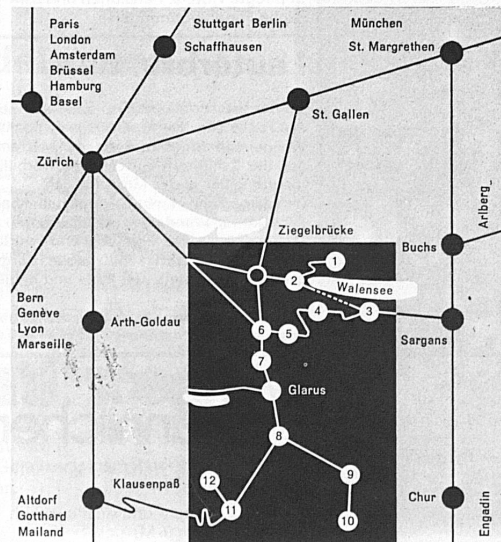 Paris
London
Amsterdam
Brüssel
Hamburg
Basel
Stuttgart Berlin
Schaffhausen
München
St. Margrethen
St. Gallen
Zürich
Ziegelbrücke
Arlberg
Buchs
1
2
Walensee
3
4
5
6
7
Sargans
Bern
Genève
Lyon
Marseille
Arth-Goldau
Glarus
8
9
10
11
12
Klausenpaß
Altdorf
Gotthard
Mailand
Chur
Engadin